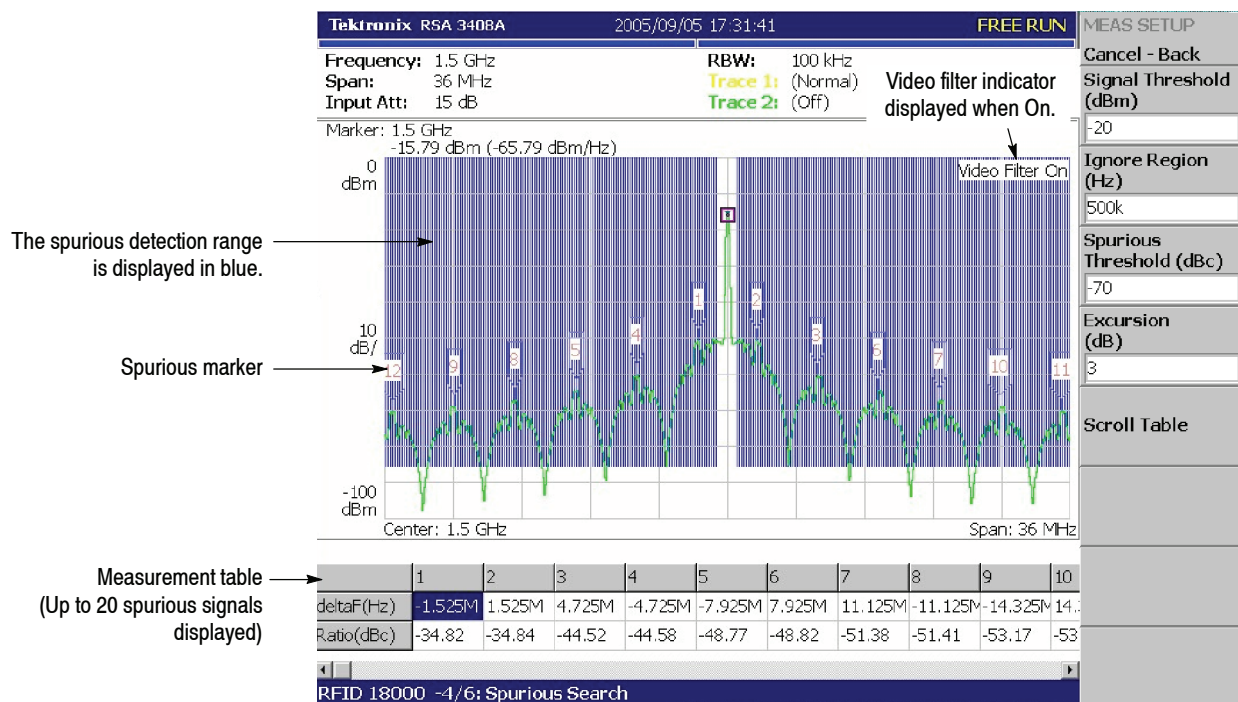 Tektronix RSA 3408A 2005/09/05 17:31:41 FREE RUN
Frequency: 1.5 GHz
Span: 36 MHz
Input Att: 15 dB
RBW: 100 kHz
Trace 1: (Normal)
Trace 2: (Off)
Video filter indicator
displayed when On.
Marker: 1.5 GHz
-15.79 dBm (-65.79 dBm/Hz)
0
dBm
Video Filter On
The spurious detection range
is displayed in blue.
1
2
10
dB/
4
3
5
6
Spurious marker
12
9
8
7
10
11
-100
dBm
Center: 1.5 GHz Span: 36 MHz
Measurement table
(Up to 20 spurious signals
displayed)
1 2 3 4 5 6 7 8 9 10
deltaF(Hz) -1.525M 1.525M 4.725M -4.725M -7.925M 7.925M 11.125M -11.125M -14.325M 14.
Ratio(dBc) -34.82 -34.84 -44.52 -44.58 -48.77 -48.82 -51.38 -51.41 -53.17 -53
RFID 18000 -4/6: Spurious Search
MEAS SETUP
Cancel - Back
Signal Threshold
(dBm)
-20
Ignore Region
(Hz)
500k
Spurious
Threshold (dBc)
-70
Excursion
(dB)
3
Scroll Table